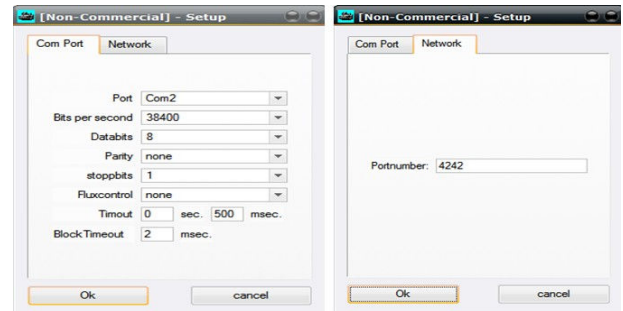 [Non-Commercial] - Setup
Com Port Network
Port Com2
Bits per second 38400
Databits 8
Parity none
stoppbits 1
Fluxcontrol none
Timout 0 sec. 500 msec.
BlockTimeout 2 msec.
Ok cancel
[Non-Commercial] - Setup
Com Port Network
Portnumber: 4242
Ok cancel